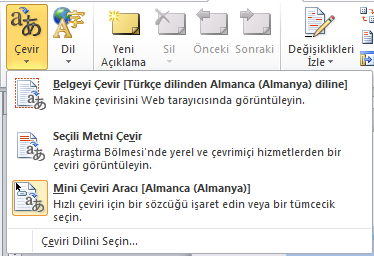 Çevir
Dil
Yeni Açıklama
Sil
Önceki
Sonraki
Değişiklikleri İzle
Belgeyi Çevir [Türkçe dilinden Almanca (Almanya) diline]
Makine çevirisini Web tarayıcısında görüntüleyin.
Seçili Metni Çevir
Araştırma Bölmesi'nde yerel ve çevrimiçi hizmetlerden bir
çeviri görüntüleyin.
Mini Çeviri Aracı [Almanca (Almanya)]
Hızlı çeviri için bir sözcüğü işaret edin veya bir tümcecik
seçin.
Çeviri Dilini Seçin...